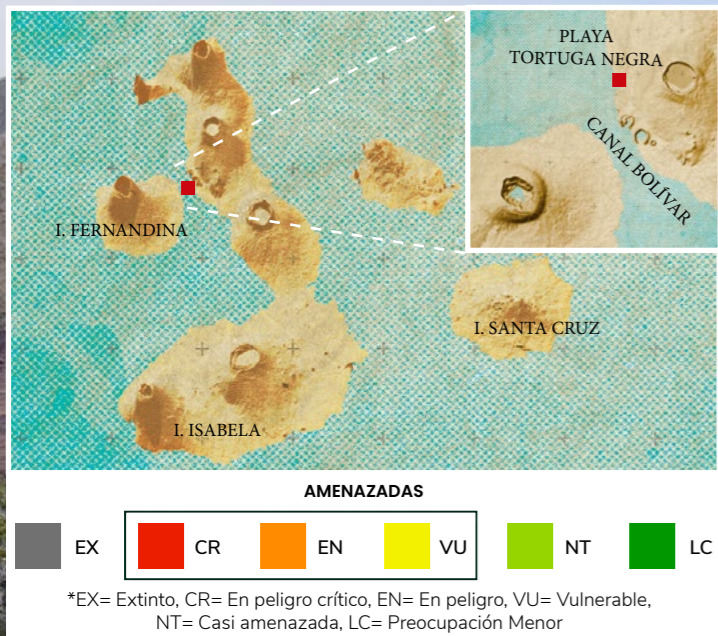 PLAYA
TORTUGA NEGRA
CANAL BOLÍVAR
I. FERNANDINA
I. SANTA CRUZ
I. ISABELA
AMENAZADAS
EX CR EN VU NT LC
*EX= Extinto, CR= En peligro crítico, EN= En peligro, VU= Vulnerable,
NT= Casi amenazada, LC= Preocupación Menor